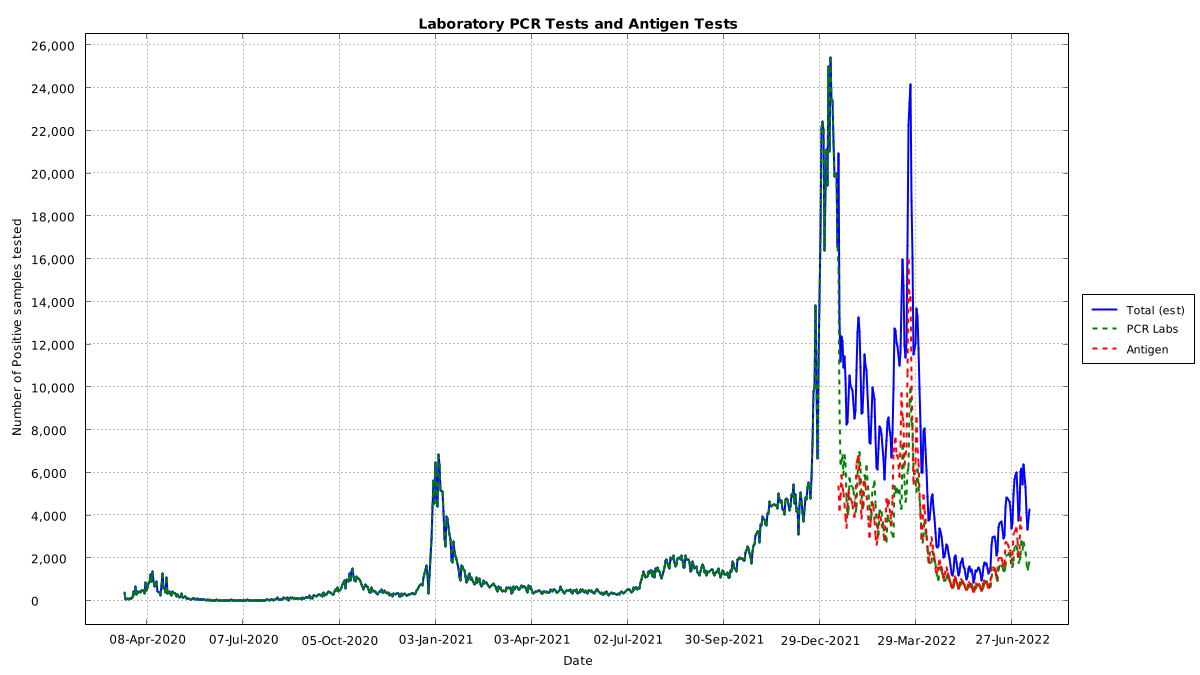 Laboratory PCR Tests and Antigen Tests
26,000
24,000
22,000
20,000
18,000
16,000
14,000
12,000
10,000
8,000
6,000
4,000
2,000
0
Number of Positive samples tested
08-Apr-2020 07-Jul-2020 05-Oct-2020 03-Jan-2021 03-Apr-2021 02-Jul-2021 30-Sep-2021 29-Dec-2021 29-Mar-2022 27-Jun-2022
Date
Total (est)
PCR Labs
Antigen